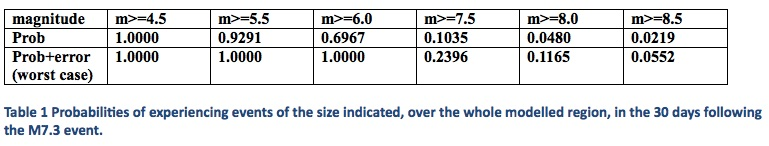 magnitude m>=4.5 m>=5.5 m>=6.0 m>=7.5 m>=8.0 m>=8.5
Prob 1.0000 0.9291 0.6967 0.1035 0.0480 0.0219
Prob+error 1.0000 1.0000 1.0000 0.2396 0.1165 0.0552
(worst case)
Table 1 Probabilities of experiencing events of the size indicated, over the whole modelled region, in the 30 days following
the M7.3 event.